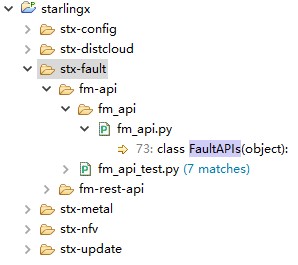 starlingx
stx-config
stx-distcloud
stx-fault
fm-api
fm_api
fm_api.py
73: class FaultAPIs(object):
fm_api_test.py (7 matches)
fm-rest-api
stx-metal
stx-nfv
stx-update